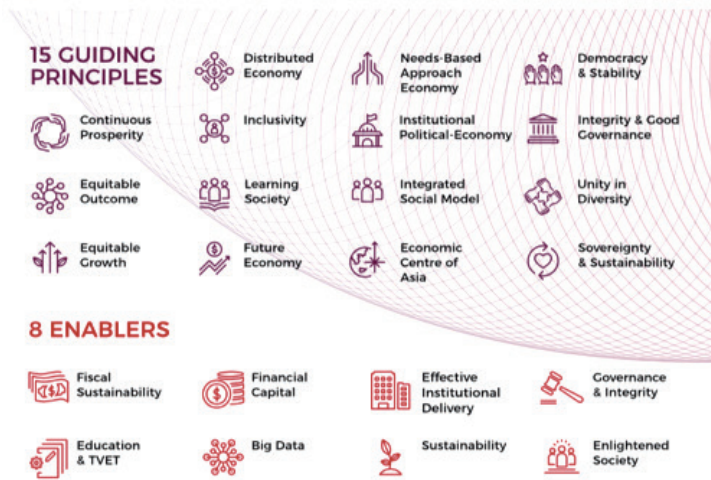 15 GUIDING
PRINCIPLES
Distributed
Economy
Needs-Based
Approach
Economy
Democracy
& Stability
Continuous
Prosperity
Inclusivity
Institutional
Political-Economy
Integrity & Good
Governance
Equitable
Outcome
Learning
Society
Integrated
Social Model
Unity in
Diversity
Equitable
Growth
Future
Economy
Economic
Centre of
Asia
Sovereignty
& Sustainability
8 ENABLERS
Fiscal
Sustainability
Financial
Capital
Effective
Institutional
Delivery
Governance
& Integrity
Education
& TVET
Big Data
Sustainability
Enlightened
Society